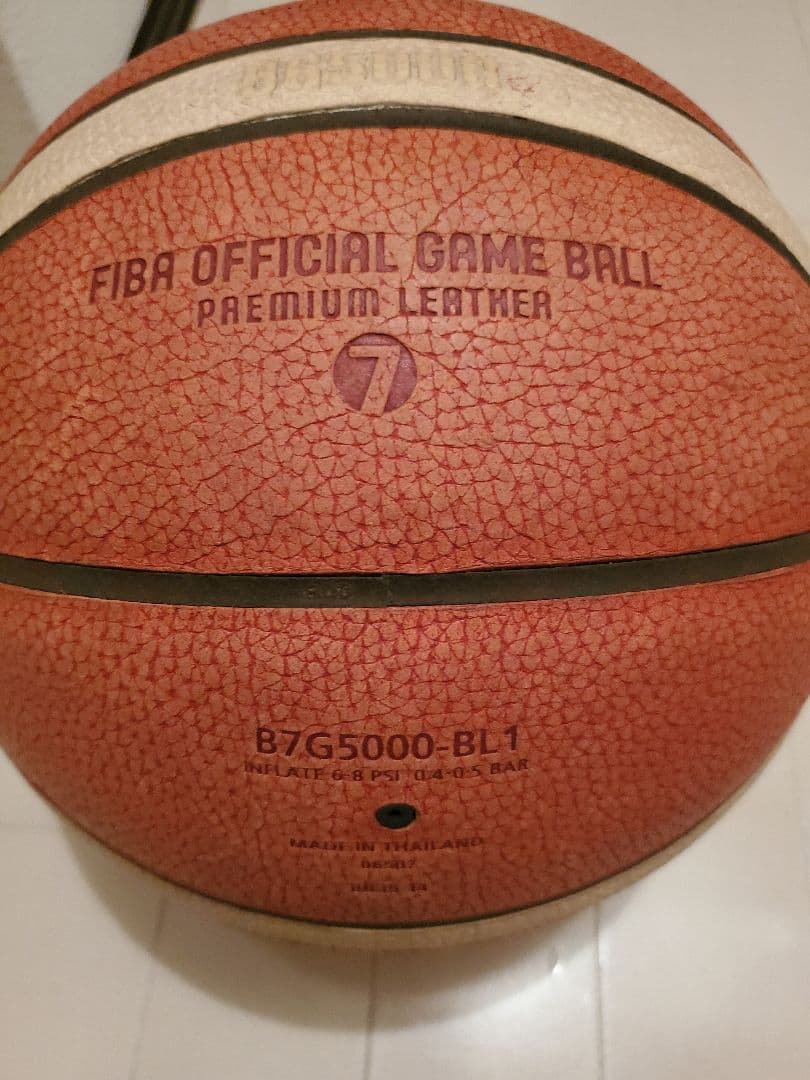 BG5000
FIBA OFFICIAL GAME BALL
PREMIUM LEATHER
7
B7G5000-BL1
INFLATE 6-8 PSI 0.4-0.5 BAR
MADE IN THAILAND